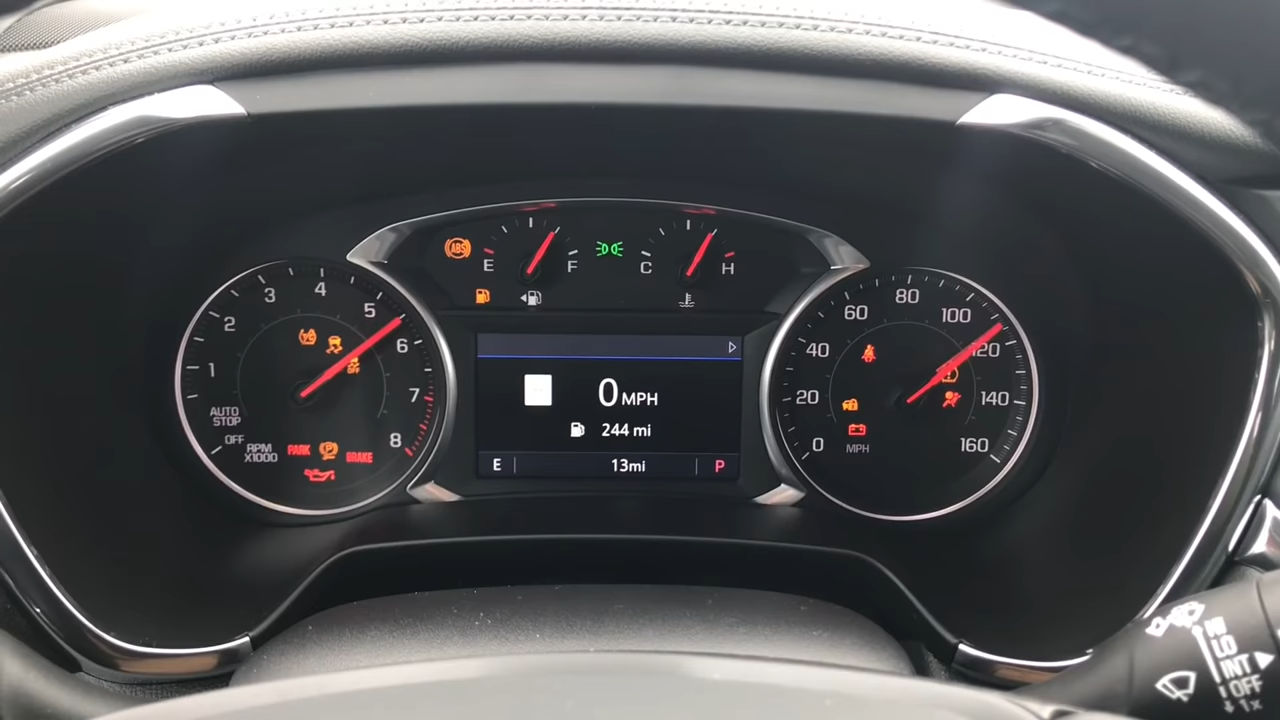 ABS
E F
C H
1 2 3 4 5 6 7 8
AUTO
STOP
OFF
RPM
X1000
PARK
BRAKE
0 MPH
244 mi
E 13mi P
0 20 40 60 80 100 120 140 160
MPH
HI
LO
INT
OFF
1x